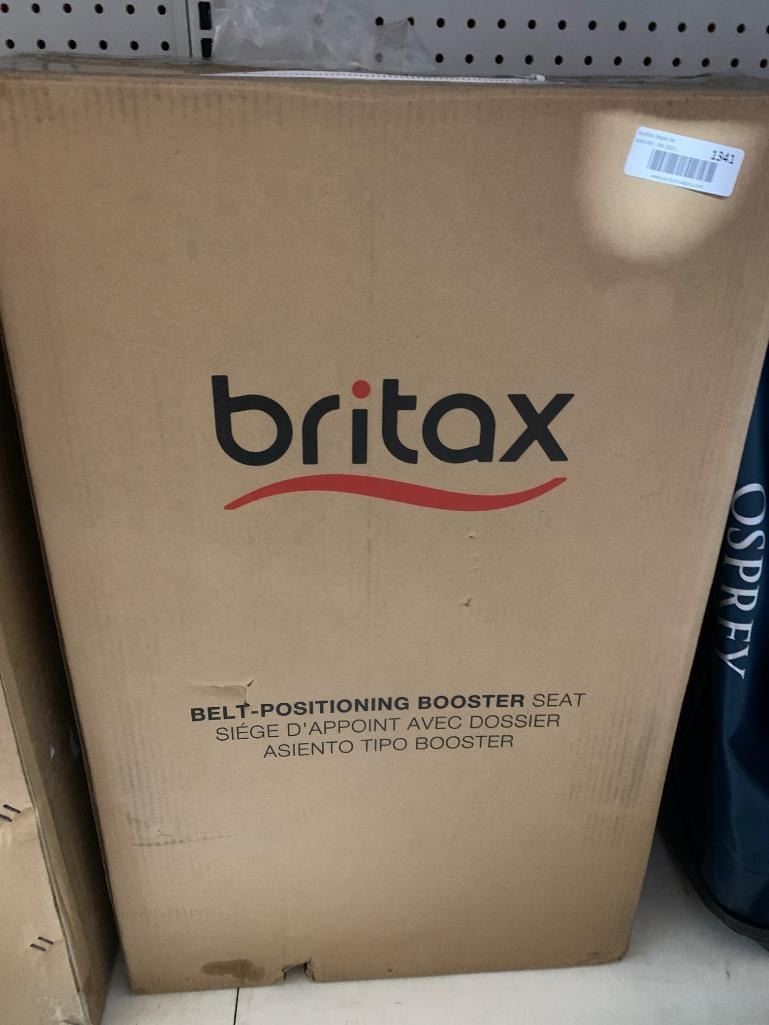 1341
britax
OSPREY
BELT-POSITIONING BOOSTER SEAT
SIÉGE D'APPOINT AVEC DOSSIER
ASIENTO TIPO BOOSTER